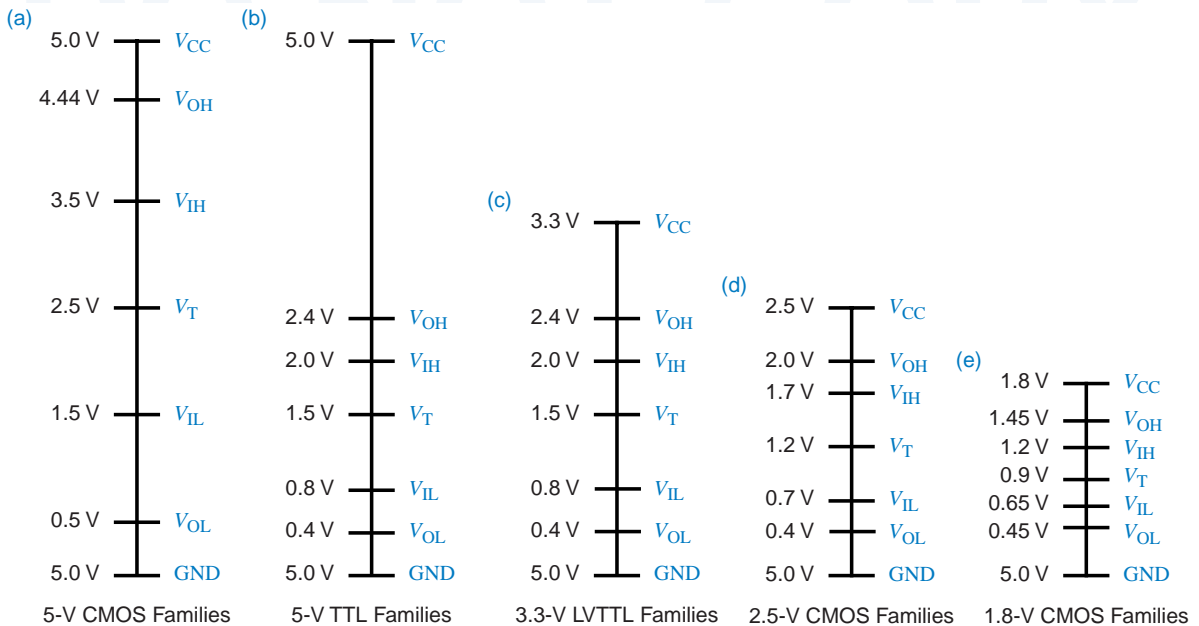 (a)
5.0 V VCC
4.44 V VOH
3.5 V VIH
2.5 V VT
1.5 V VIL
0.5 V VOL
5.0 V GND
5-V CMOS Families
(b)
5.0 V VCC
2.4 V VOH
2.0 V VIH
1.5 V VT
0.8 V VIL
0.4 V VOL
5.0 V GND
5-V TTL Families
(c)
3.3 V VCC
2.4 V VOH
2.0 V VIH
1.5 V VT
0.8 V VIL
0.4 V VOL
5.0 V GND
3.3-V LVTTL Families
(d)
2.5 V VCC
2.0 V VOH
1.7 V VIH
1.2 V VT
0.7 V VIL
0.4 V VOL
5.0 V GND
2.5-V CMOS Families
(e)
1.8 V VCC
1.45 V VOH
1.2 V VIH
0.9 V VT
0.65 V VIL
0.45 V VOL
5.0 V GND
1.8-V CMOS Families